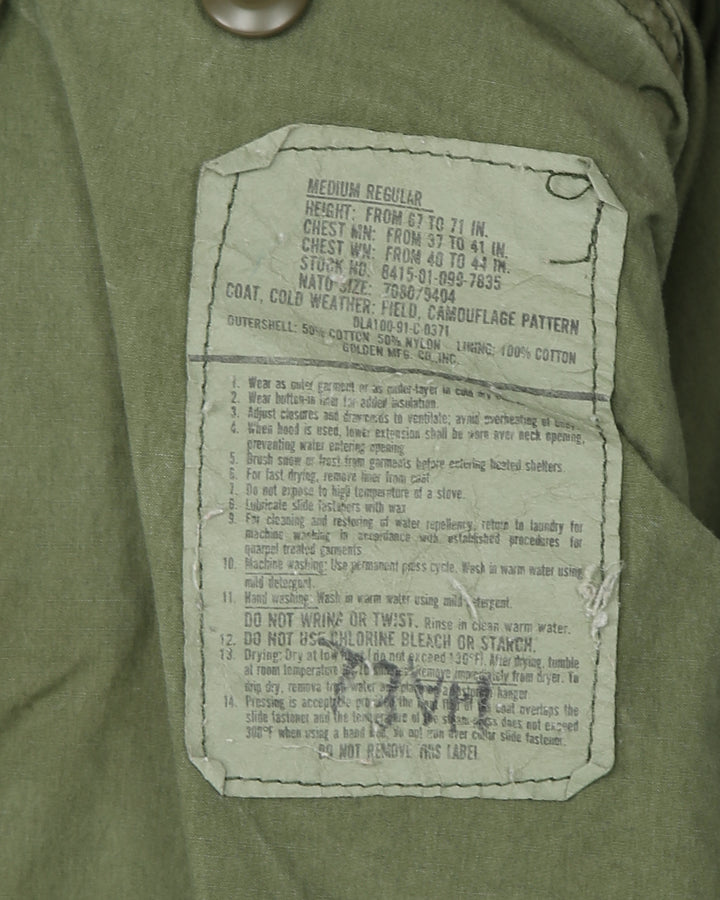 MEDIUM REGULAR
HEIGHT: FROM 67 TO 71 IN.
CHEST MN: FROM 37 TO 41 IN.
CHEST WN: FROM 40 TO 44 IN.
STOCK NO. 8415-01-099-7835
NATO SIZE: 7080/9404
COAT, COLD WEATHER: FIELD, CAMOUFLAGE PATTERN
DLA100-91-C-0371
OUTERSHELL: 50% COTTON 50% NYLON LINING: 100% COTTON
GOLDEN MFG. CO., INC.
1. Wear as outer garment or as outer-layer in cold dry
2. Wear button-in liner for added insulation.
3. Adjust closures and drawcords to ventilate; avoid overheating of
4. When hood is used, lower extension shall be worn over neck opening,
preventing water entering opening
5. Brush snow or frost from garments before entering heated shelters.
6. For fast drying, remove liner from coat
7. Do not expose to high temperature of a stove.
8. Lubricate slide fasteners with wax
9. For cleaning and restoring of water repellency, return to laundry for
machine washing in accordance with established procedures for
quarpel treated garments
10. Machine washing: Use permanent press cycle. Wash in warm water using
mild detergent.
11. Hand washing: Wash in warm water using mild detergent.
DO NOT WRING OR TWIST. Rinse in clean warm water.
12. DO NOT USE CHLORINE BLEACH OR STARCH.
13. Drying: Dry at low (do not exceed 130°F). After drying, tumble
at room temperature remove immediately from dryer. To
drip dry, remove from water and place hanger.
14. Pressing is acceptable of coat overlaps the
slide fastener and the temperature of does not exceed
300°F when using a hand Do not iron over slide fastener.
DO NOT REMOVE THIS LABEL